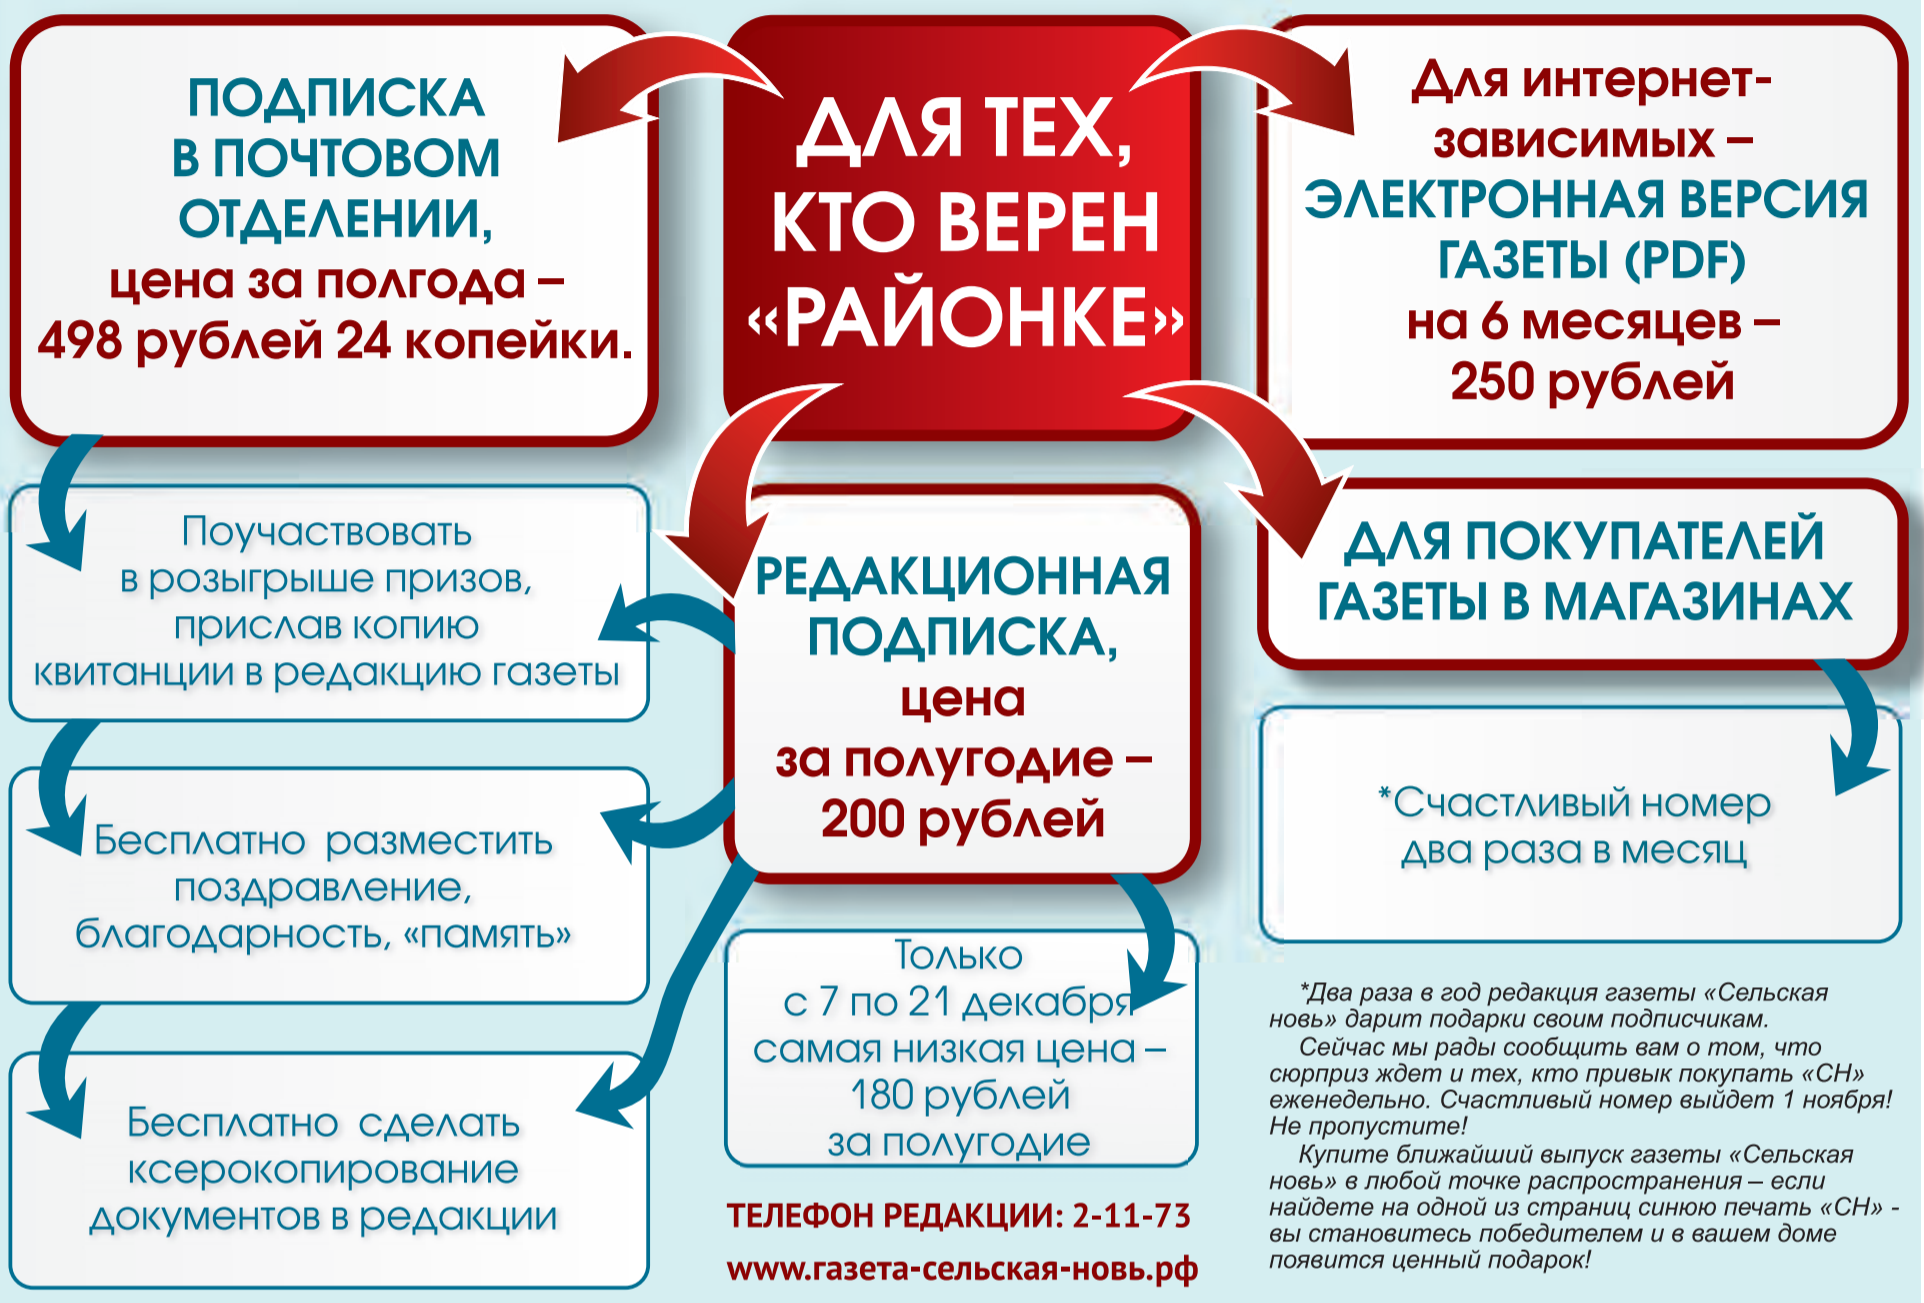 ПОДПИСКА
В ПОЧТОВОМ
ОТДЕЛЕНИИ,
цена за полгода –
498 рублей 24 копейки.
ДЛЯ ТЕХ,
КТО ВЕРЕН
«РАЙОНКЕ»
Для интернет-
зависимых –
ЭЛЕКТРОННАЯ ВЕРСИЯ
ГАЗЕТЫ (PDF)
на 6 месяцев –
250 рублей
Поучаствовать
в розыгрыше призов,
прислав копию
квитанции в редакцию газеты
Бесплатно разместить
поздравление,
благодарность, «память»
Бесплатно сделать
ксерокопирование
документов в редакции
РЕДАКЦИОННАЯ
ПОДПИСКА,
цена
за полугодие –
200 рублей
Только
с 7 по 21 декабря
самая низкая цена –
180 рублей
за полугодие
ТЕЛЕФОН РЕДАКЦИИ: 2-11-73
www.газета-сельская-новь.рф
ДЛЯ ПОКУПАТЕЛЕЙ
ГАЗЕТЫ В МАГАЗИНАХ
*Счастливый номер
два раза в месяц
*Два раза в год редакция газеты «Сельская
новь» дарит подарки своим подписчикам.
Сейчас мы рады сообщить вам о том, что
сюрприз ждет и тех, кто привык покупать «СН»
еженедельно. Счастливый номер выйдет 1 ноября!
Не пропустите!
Купите ближайший выпуск газеты «Сельская
новь» в любой точке распространения – если
найдете на одной из страниц синюю печать «СН» -
вы становитесь победителем и в вашем доме
появится ценный подарок!